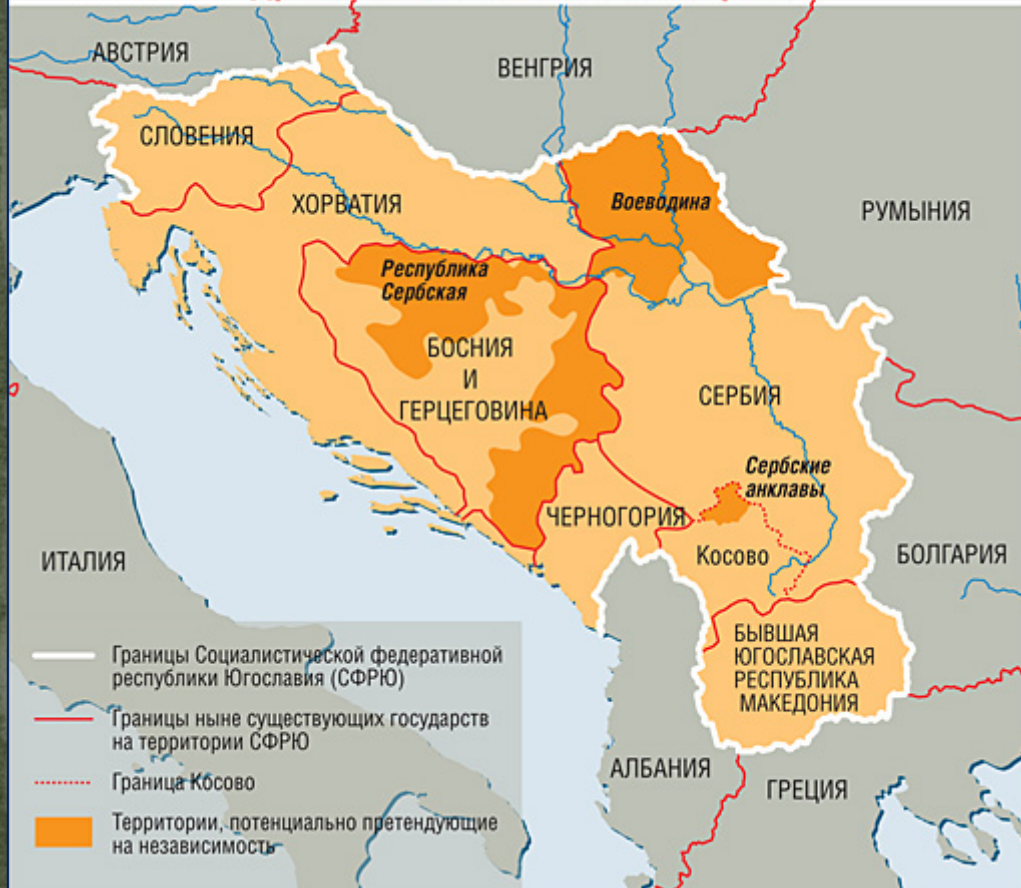 АВСТРИЯ
ВЕНГРИЯ
СЛОВЕНИЯ
ХОРВАТИЯ
Воеводина
РУМЫНИЯ
Республика
Сербская
БОСНИЯ
И
ГЕРЦЕГОВИНА
СЕРБИЯ
Сербские
анклавы
ЧЕРНОГОРИЯ
Косово
ИТАЛИЯ
БОЛГАРИЯ
БЫВШАЯ
ЮГОСЛАВСКАЯ
РЕСПУБЛИКА
МАКЕДОНИЯ
АЛБАНИЯ
ГРЕЦИЯ
Границы Социалистической федеративной
республики Югославия (СФРЮ)
Границы ныне существующих государств
на территории СФРЮ
Граница Косово
Территории, потенциально претендующие
на независимость